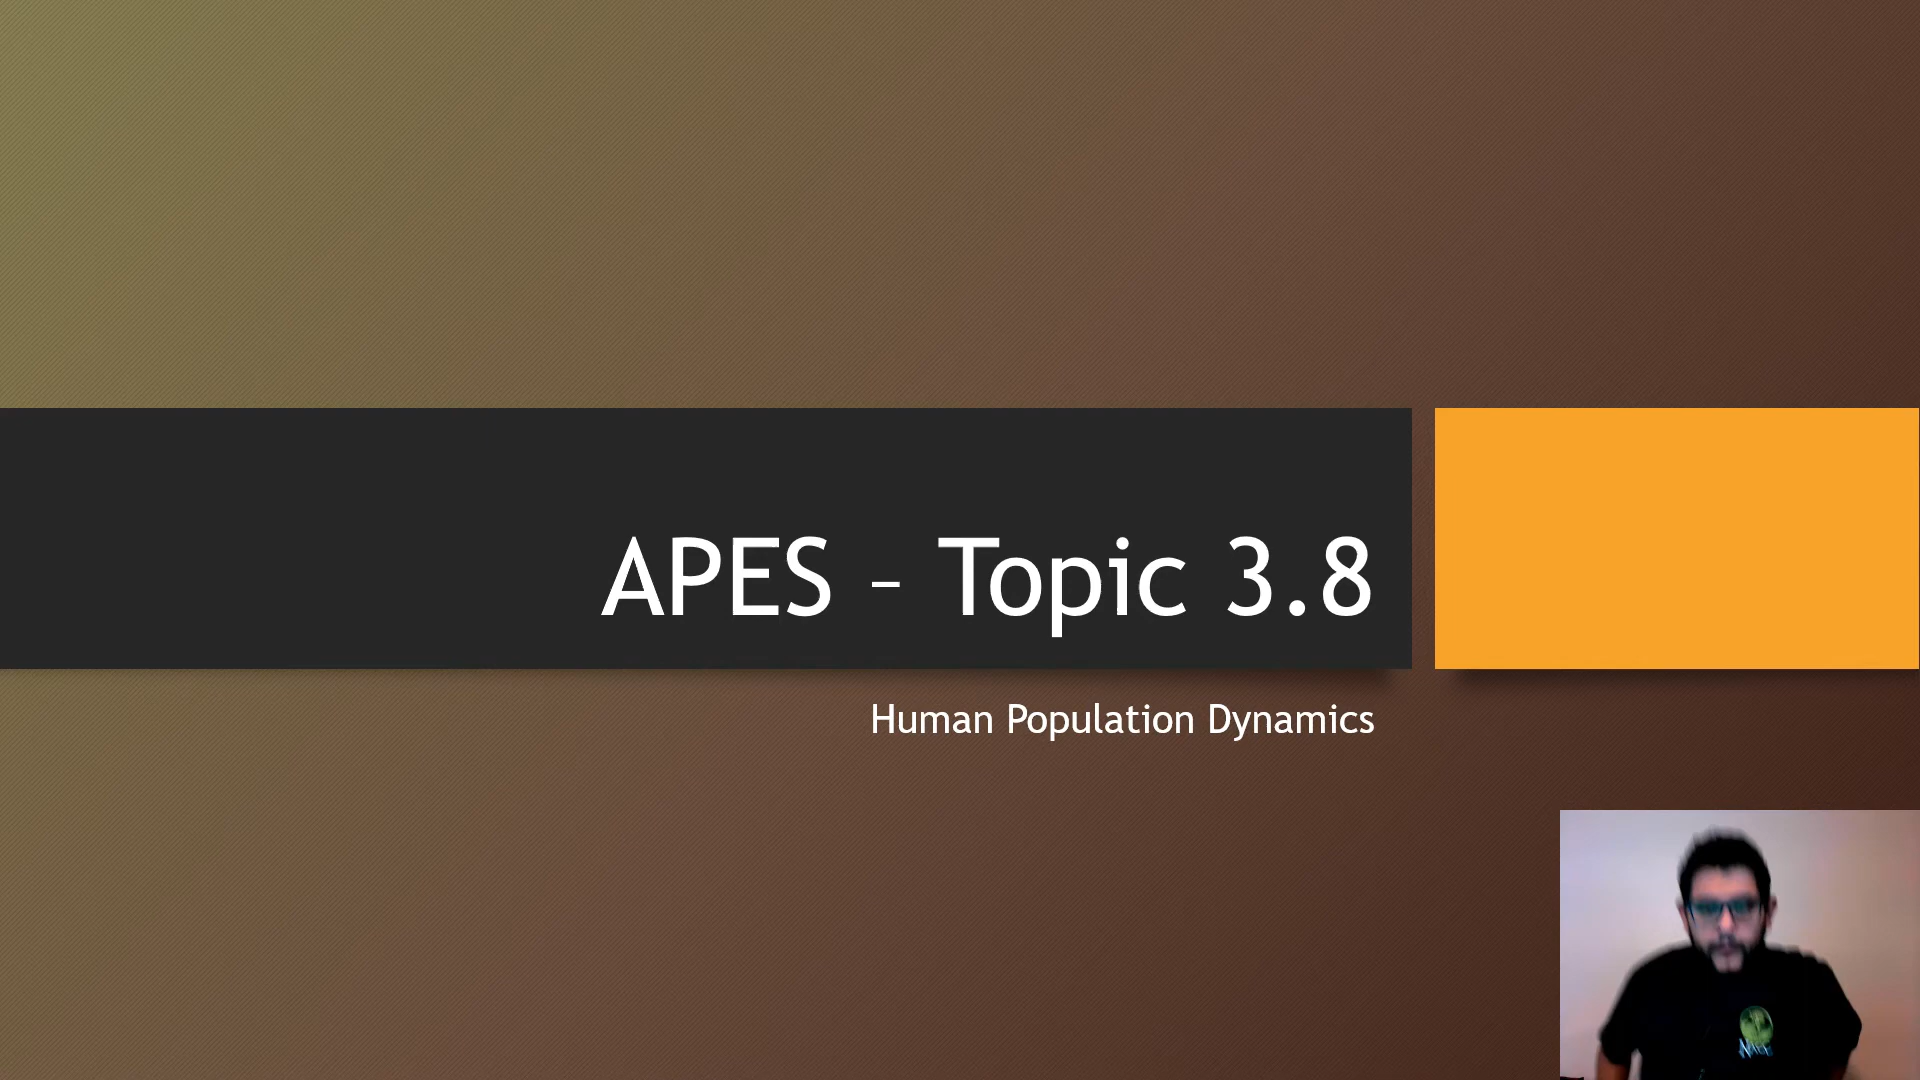 APES – Topic 3.8
Human Population Dynamics